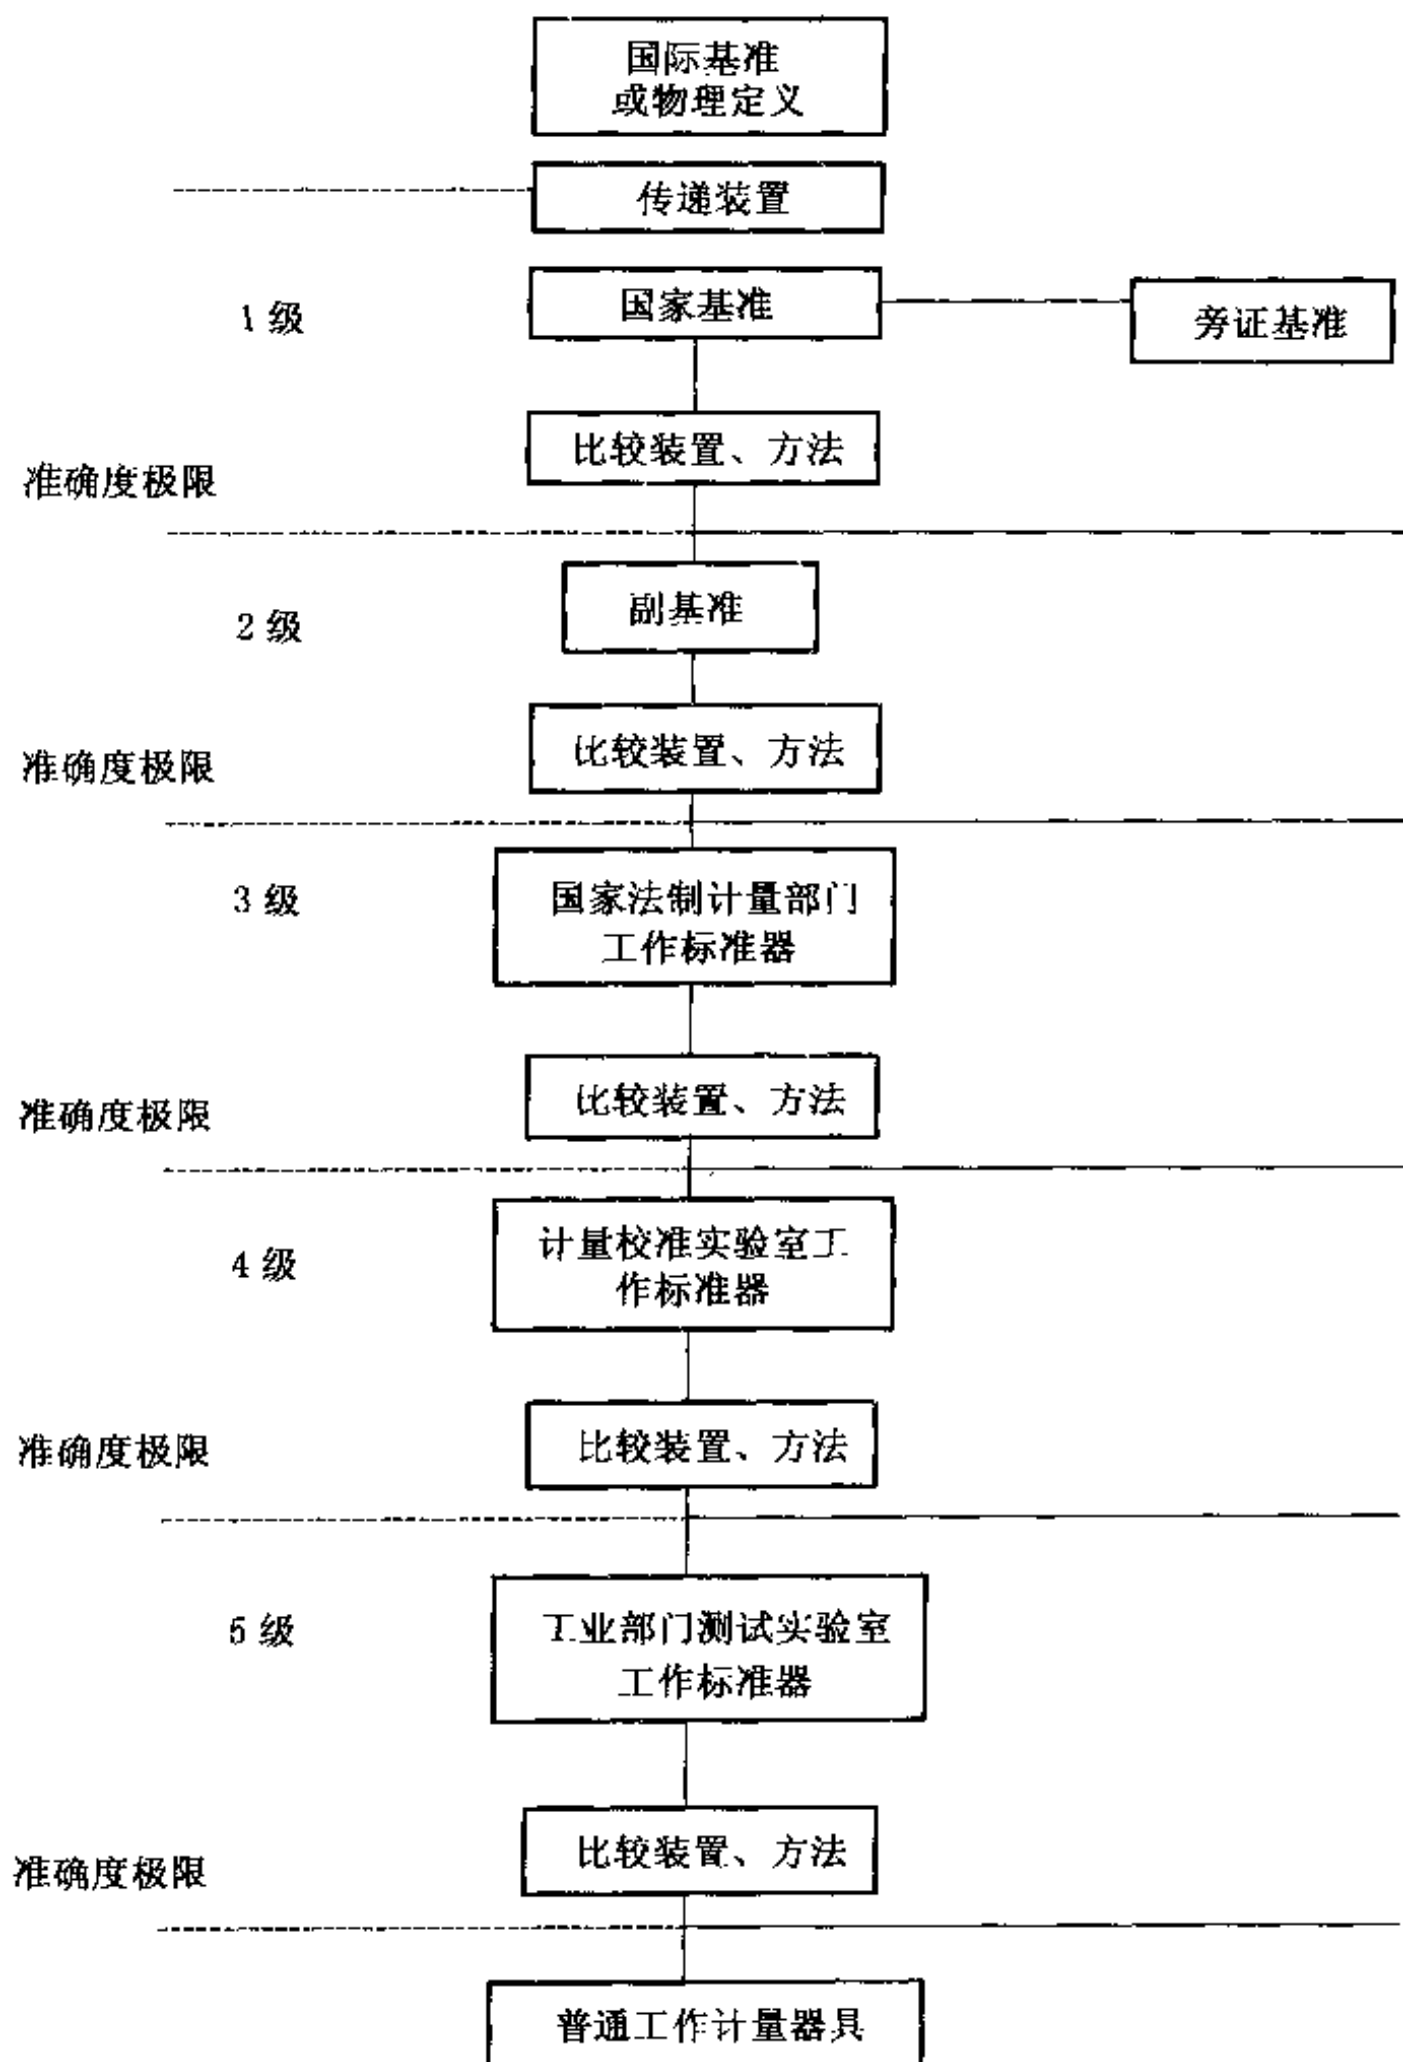 国际基准
或物理定义
传递装置
1 级
国家基准
旁证基准
比较装置、方法
准确度极限
2 级
副基准
比较装置、方法
准确度极限
3 级
国家法制计量部门
工作标准器
比较装置、方法
准确度极限
4 级
计量校准实验室工
作标准器
比较装置、方法
准确度极限
5 级
工业部门测试实验室
工作标准器
比较装置、方法
准确度极限
普通工作计量器具